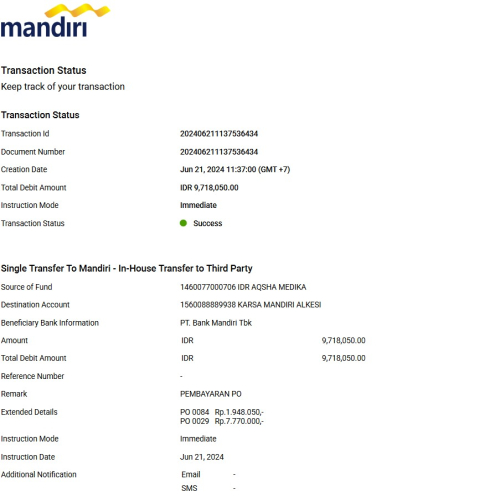 mandiri
Transaction Status
Keep track of your transaction
Transaction Status
Transaction Id 202406211137536434
Document Number 202406211137536434
Creation Date Jun 21, 2024 11:37:00 (GMT +7)
Total Debit Amount IDR 9,718,050.00
Instruction Mode Immediate
Transaction Status Success
Single Transfer To Mandiri - In-House Transfer to Third Party
Source of Fund 1460077000706 IDR AQSHA MEDIKA
Destination Account 1560088889938 KARSA MANDIRI ALKESI
Beneficiary Bank Information PT. Bank Mandiri Tbk
Amount IDR 9,718,050.00
Total Debit Amount IDR 9,718,050.00
Reference Number -
Remark PEMBAYARAN PO
Extended Details PO 0084 Rp.1.948.050,-
PO 0029 Rp.7.770.000,-
Instruction Mode Immediate
Instruction Date Jun 21, 2024
Additional Notification Email -
SMS -